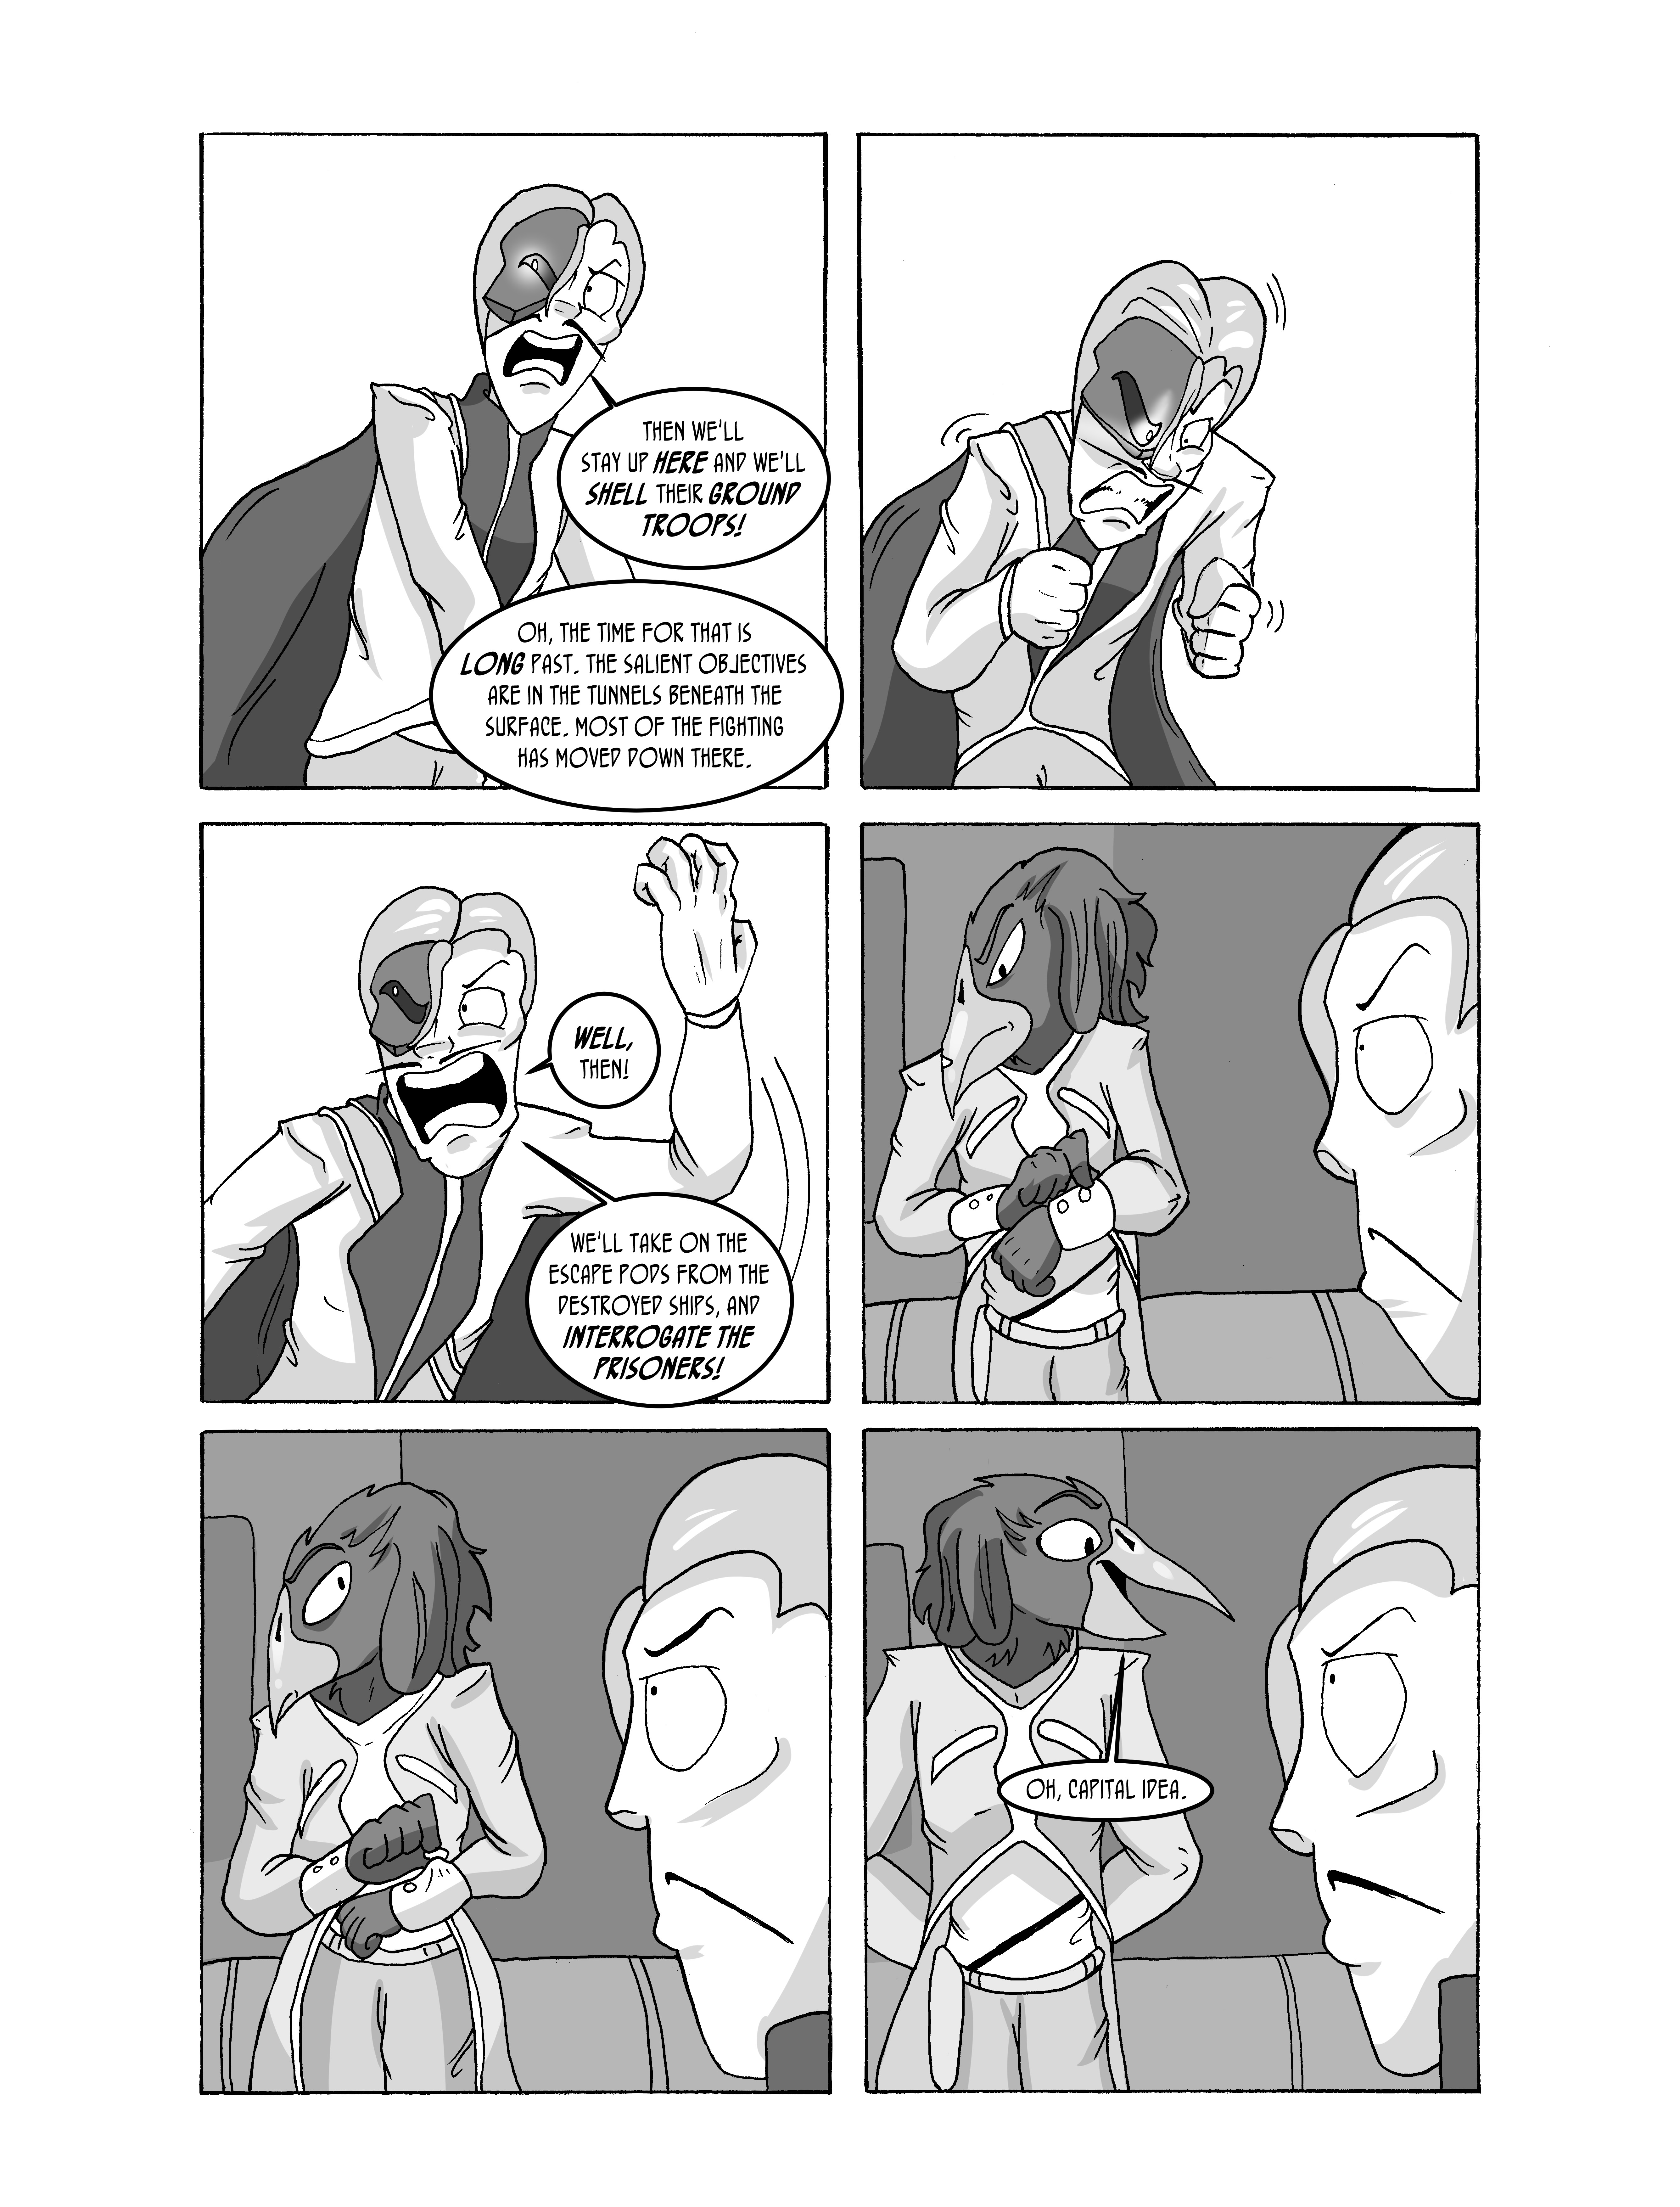 THEN WE'LL
STAY UP HERE AND WE'LL
SHELL THEIR GROUND
TROOPS!
OH, THE TIME FOR THAT IS
LONG PAST. THE SALIENT OBJECTIVES
ARE IN THE TUNNELS BENEATH THE
SURFACE. MOST OF THE FIGHTING
HAS MOVED DOWN THERE.
WELL,
THEN!
WE'LL TAKE ON THE
ESCAPE PODS FROM THE
DESTROYED SHIPS, AND
INTERROGATE THE
PRISONERS!
OH, CAPITAL IDEA.